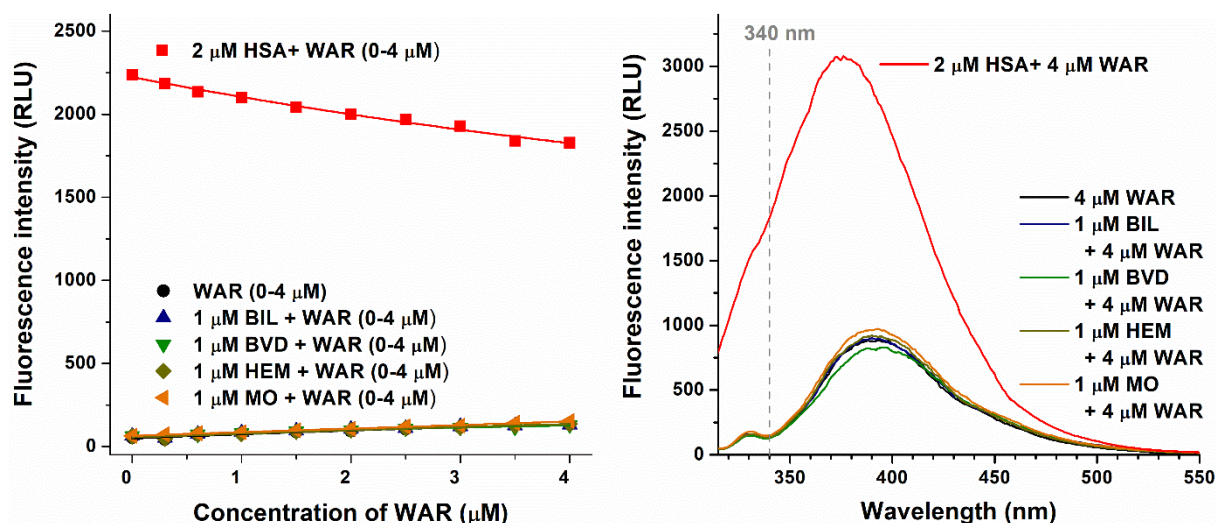 2500
2000
1500
1000
500
0
Fluorescence intensity (RLU)
2 μM HSA+ WAR (0-4 μM)
WAR (0-4 μM)
1 μM BIL + WAR (0-4 μM)
1 μM BVD + WAR (0-4 μM)
1 μM HEM + WAR (0-4 μM)
1 μM MO + WAR (0-4 μM)
0 1 2 3 4
Concentration of WAR (μM)
340 nm
3000
2500
2000
1500
1000
500
0
Fluorescence intensity (RLU)
2 μM HSA+ 4 μM WAR
4 μM WAR
1 μM BIL
+ 4 μM WAR
1 μM BVD
+ 4 μM WAR
1 μM HEM
+ 4 μM WAR
1 μM MO
+ 4 μM WAR
350 400 450 500 550
Wavelength (nm)